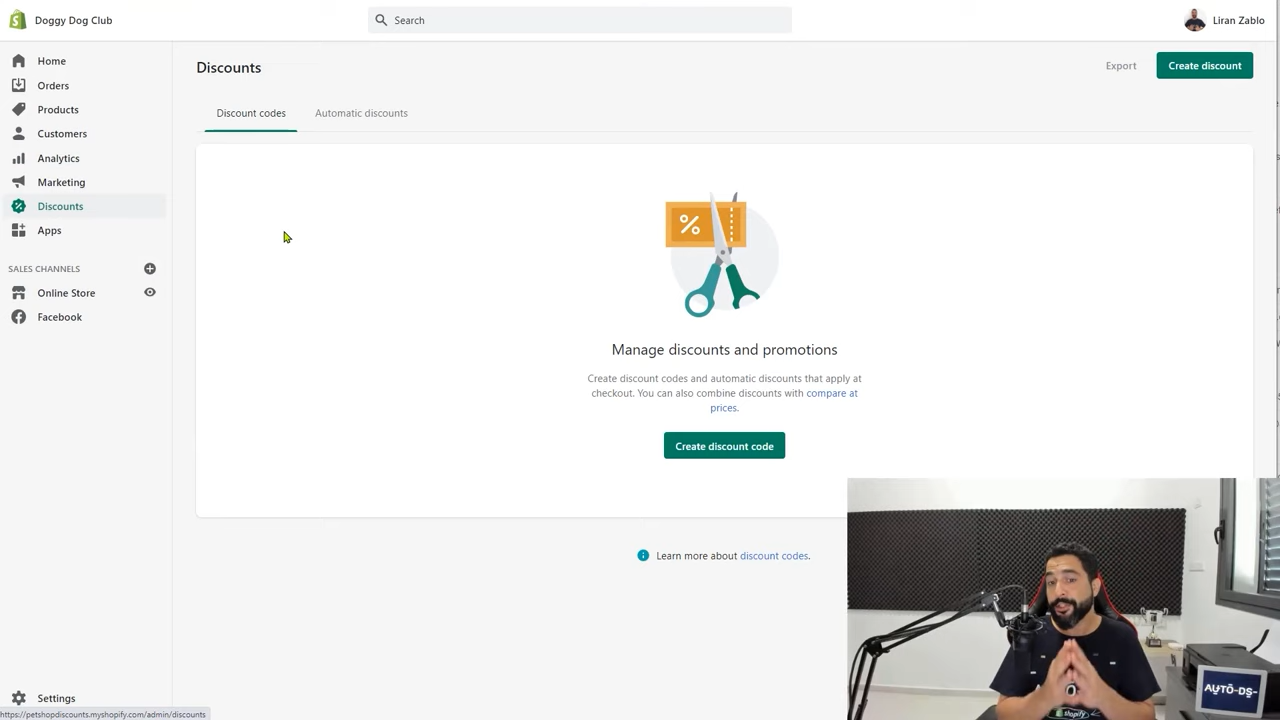 Doggy Dog Club
Search
Liran Zablo
Home
Orders
Products
Customers
Analytics
Marketing
Discounts
Apps
SALES CHANNELS
Online Store
Facebook
Settings
https://petshopdiscounts.myshopify.com/admin/discounts
Discounts
Export
Create discount
Discount codes
Automatic discounts
%
Manage discounts and promotions
Create discount codes and automatic discounts that apply at
checkout. You can also combine discounts with compare at
prices.
Create discount code
Learn more about discount codes.
AUTO-DS-
shopify